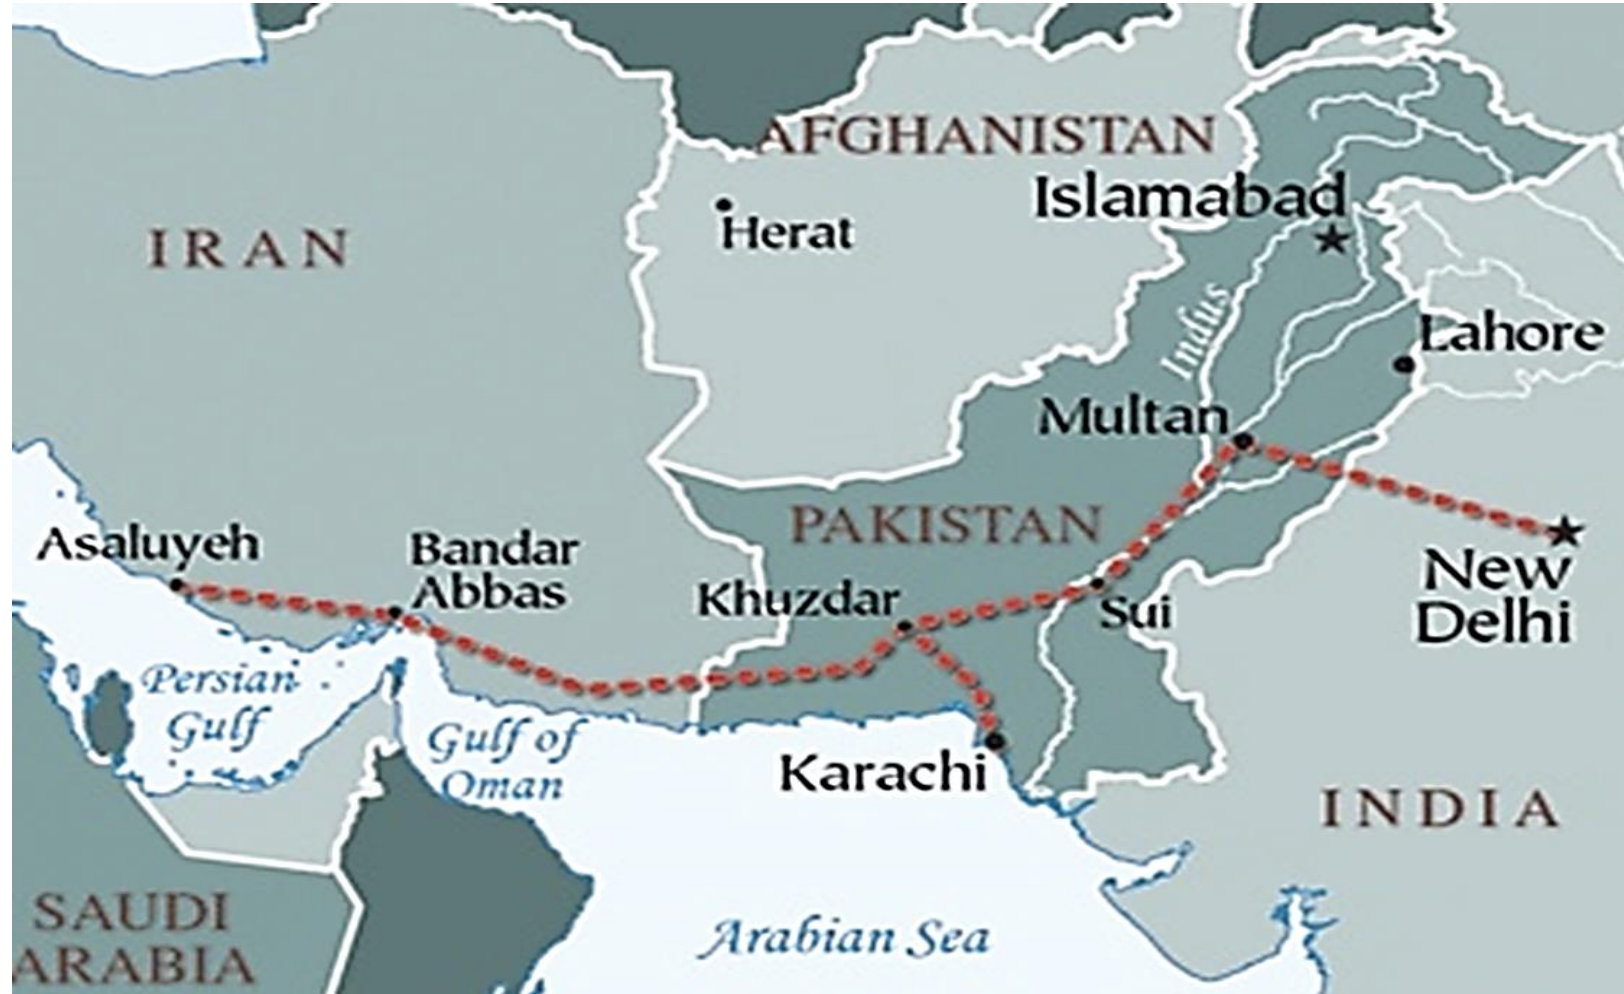 AFGHANISTAN
Islamabad
Herat
IRAN
Indus
Lahore
Multan
PAKISTAN
Asaluyeh
Bandar
Abbas
Khuzdar
Sui
New
Delhi
Persian
Gulf
Gulf of
Oman
Karachi
INDIA
SAUDI
ARABIA
Arabian Sea